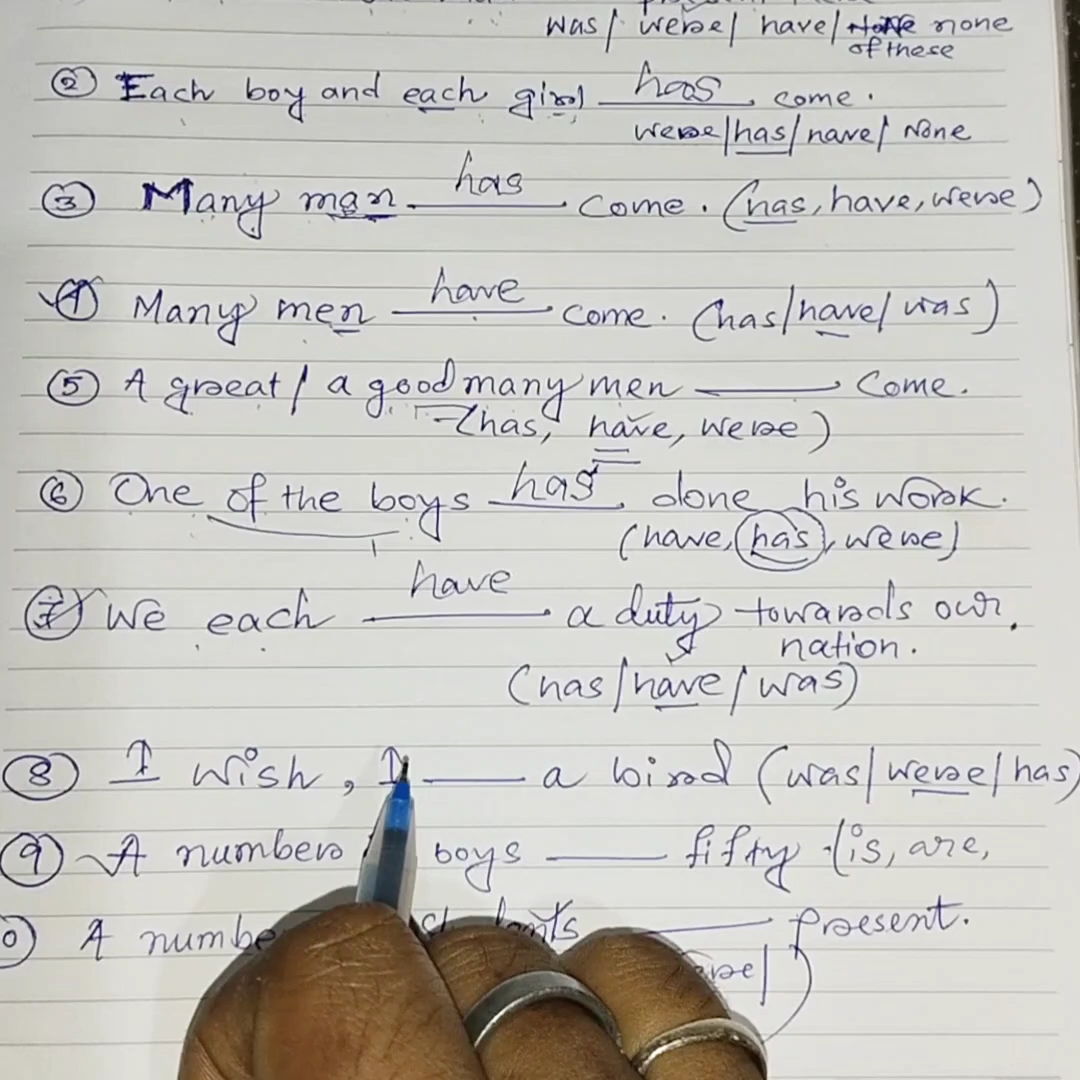 was/ were/ have/ none
of these
② Each boy and each girl has come.
were/has/have/ None
③ Many man has come. (has, have, were)
④ Many men have come. (has/have/ was)
⑤ A great/ a good many men ____ come.
(has, have, were)
⑥ One of the boys has done his work.
(have, has, were)
⑦ We each have a duty towards our
nation.
(has/have/was)
⑧ I wish, I ____ a bird (was/were/has)
⑨ A number boys ____ fifty (is, are,
A ____ present.